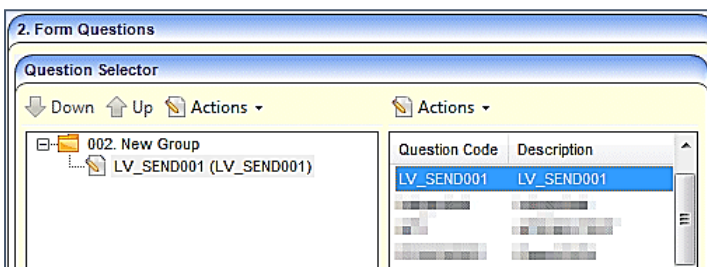 2. Form Questions
Question Selector
Down Up Actions
Actions
002. New Group
LV_SEND001 (LV_SEND001)
Question Code Description
LV_SEND001 LV_SEND001